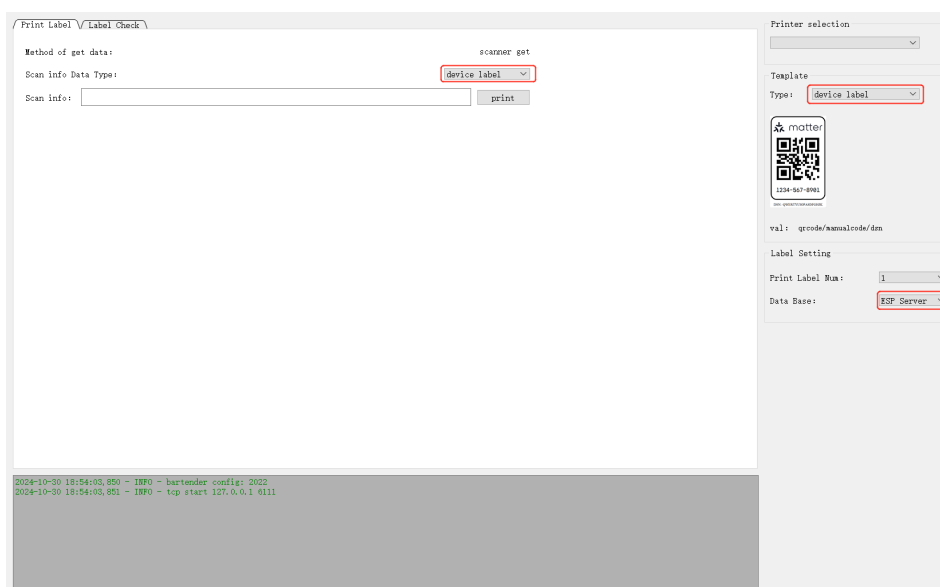 Print Label
Label Check
Method of get data:
scanner get
Scan info Data Type:
device label
Scan info:
print
Printer selection
Template
Type:
device label
matter
1234-567-8901
val: qrcode/manualcode/dsn
Label Setting
Print Label Num:
1
Data Base:
ESP Server
2024-10-30 18:54:03,850 - INFO - bartender config: 2022
2024-10-30 18:54:03,851 - INFO - tcp start 127.0.0.1 6111